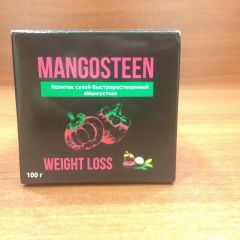 MANGOSTEEN
Напиток сухой быстрорастворимый
«Мангустин»
WEIGHT LOSS
100 г